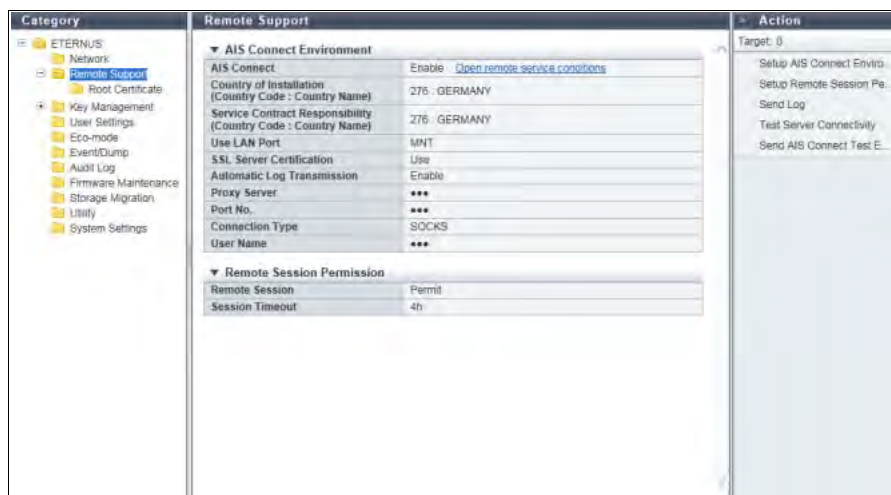 Category
ETERNUS
Network
Remote Support
Root Certificate
Key Management
User Settings
Eco-mode
Event/Dump
Audit Log
Firmware Maintenance
Storage Migration
Utility
System Settings
Remote Support
▼ AIS Connect Environment
AIS Connect Enable Open remote service conditions
Country of Installation
(Country Code : Country Name) 276 : GERMANY
Service Contract Responsibility
(Country Code : Country Name) 276 : GERMANY
Use LAN Port MNT
SSL Server Certification Use
Automatic Log Transmission Enable
Proxy Server •••
Port No. •••
Connection Type SOCKS
User Name •••
▼ Remote Session Permission
Remote Session Permit
Session Timeout 4h
» Action
Target: 0
Setup AIS Connect Enviro...
Setup Remote Session Pe...
Send Log
Test Server Connectivity
Send AIS Connect Test E...